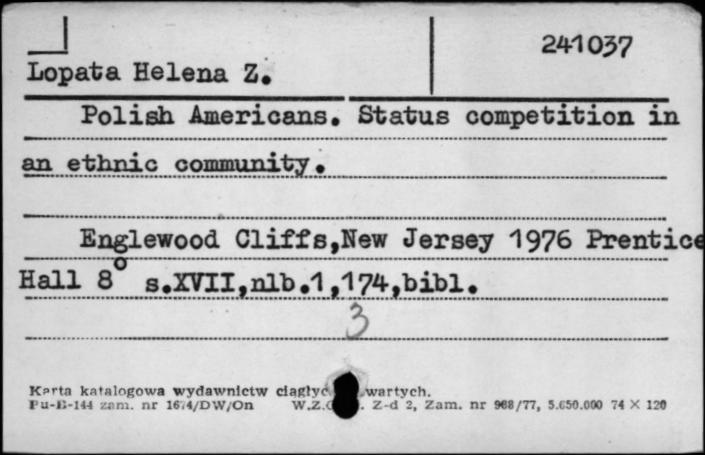 241037
Lopata Helena Z.
Polish Americans. Status competition in
an ethnic community.
Englewood Cliffs,New Jersey 1976 Prentice
Hall 8° s.XVII,nlb.1,174,bibl.
3
Karta katalogowa wydawnictw wartych.
Pu-B-144 zam. nr 1674/DW/On W.Z. Z-d 2, Zam. nr 968/77, 5.650.000 74 X 120